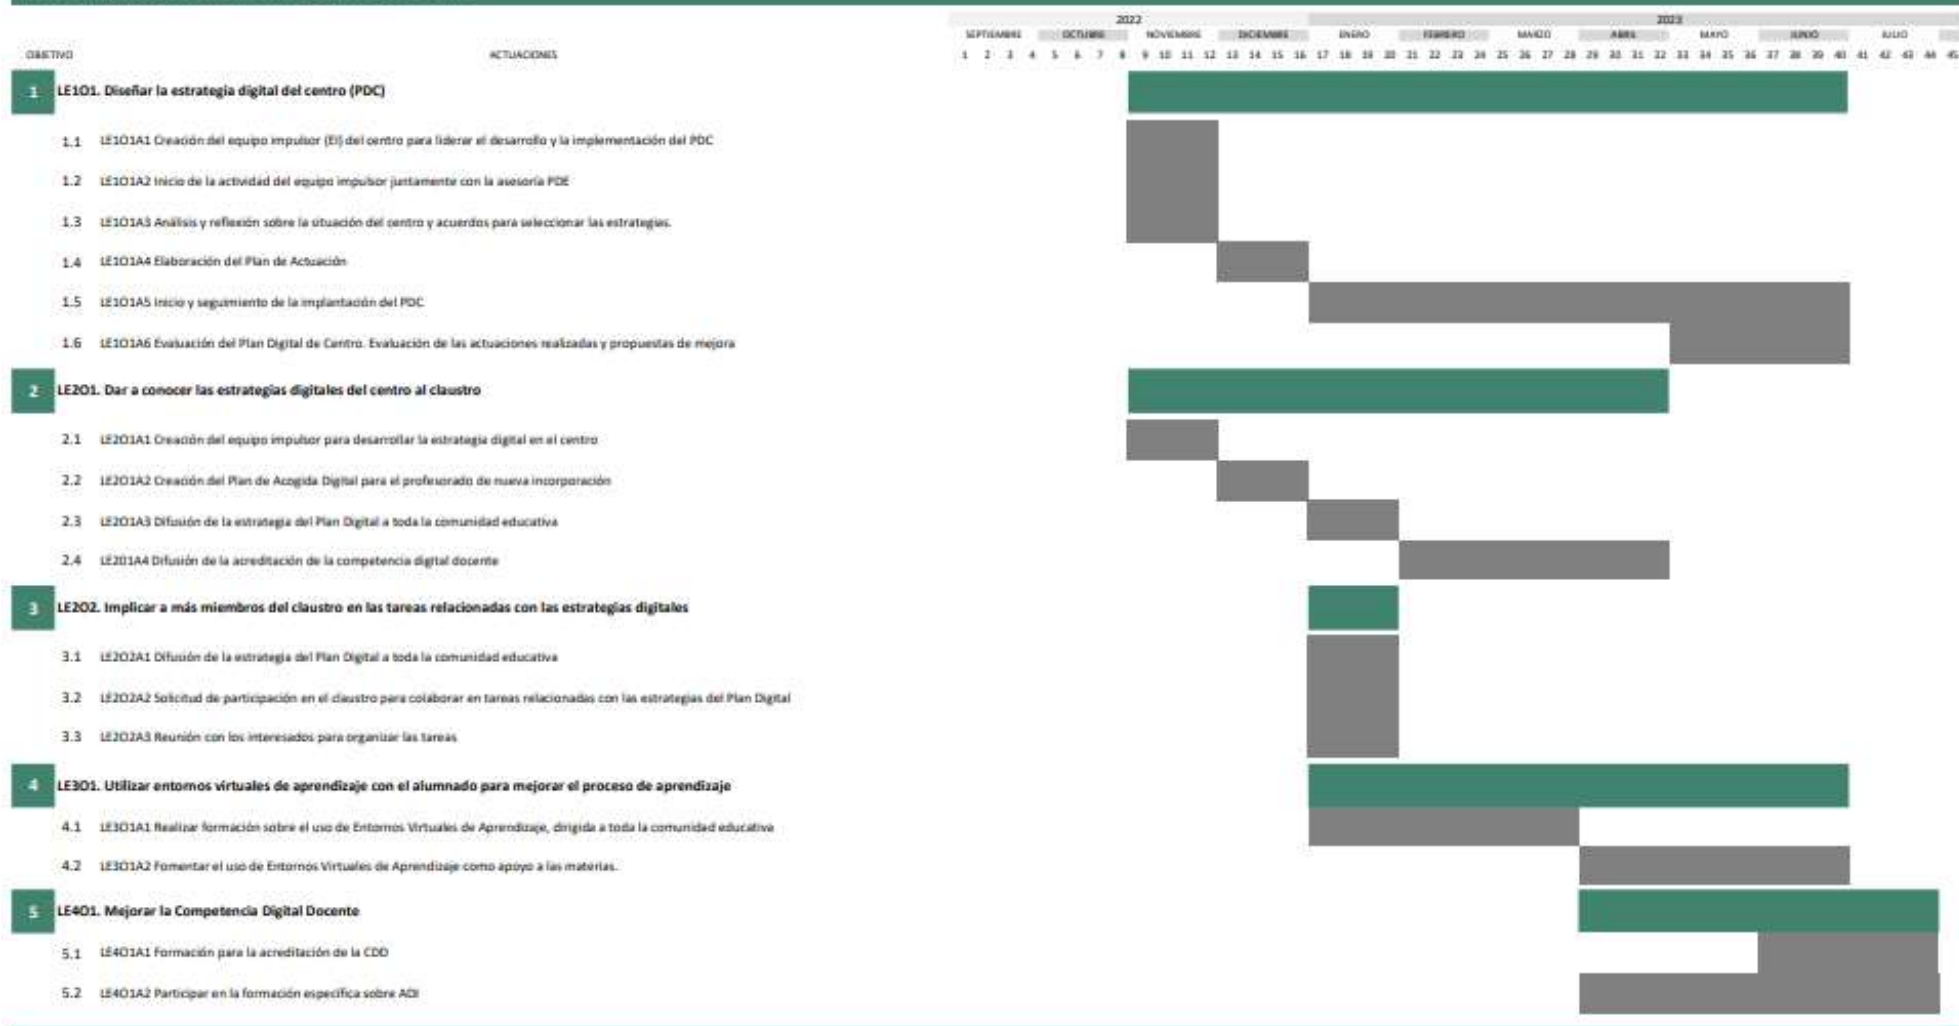 2022 2023
SEPTIEMBRE OCTUBRE NOVIEMBRE DICIEMBRE ENERO FEBRERO MARZO ABRIL MAYO JUNIO JULIO
OBJETIVO ACTUACIONES 1 2 3 4 5 6 7 8 9 10 11 12 13 14 15 16 17 18 19 20 21 22 23 24 25 26 27 28 29 30 31 32 33 34 35 36 37 38 39 40 41 42 43 44 45
1 LE1O1. Diseñar la estrategia digital del centro (PDC)
1.1 LE1O1A1 Creación del equipo impulsor (EI) del centro para liderar el desarrollo y la implementación del PDC
1.2 LE1O1A2 Inicio de la actividad del equipo impulsor juntamente con la asesoría PDE
1.3 LE1O1A3 Análisis y reflexión sobre la situación del centro y acuerdos para seleccionar las estrategias.
1.4 LE1O1A4 Elaboración del Plan de Actuación
1.5 LE1O1A5 Inicio y seguimiento de la implantación del PDC
1.6 LE1O1A6 Evaluación del Plan Digital de Centro. Evaluación de las actuaciones realizadas y propuestas de mejora
2 LE2O1. Dar a conocer las estrategias digitales del centro al claustro
2.1 LE2O1A1 Creación del equipo impulsor para desarrollar la estrategia digital en el centro
2.2 LE2O1A2 Creación del Plan de Acogida Digital para el profesorado de nueva incorporación
2.3 LE2O1A3 Difusión de la estrategia del Plan Digital a toda la comunidad educativa
2.4 LE201A4 Difusión de la acreditación de la competencia digital docente
3 LE2O2. Implicar a más miembros del claustro en las tareas relacionadas con las estrategias digitales
3.1 LE2O2A1 Difusión de la estrategia del Plan Digital a toda la comunidad educativa
3.2 LE2O2A2 Solicitud de participación en el claustro para colaborar en tareas relacionadas con las estrategias del Plan Digital
3.3 LE2O2A3 Reunión con los interesados para organizar las tareas
4 LE3O1. Utilizar entornos virtuales de aprendizaje con el alumnado para mejorar el proceso de aprendizaje
4.1 LE3O1A1 Realizar formación sobre el uso de Entornos Virtuales de Aprendizaje, dirigida a toda la comunidad educativa
4.2 LE3O1A2 Fomentar el uso de Entornos Virtuales de Aprendizaje como apoyo a las materias.
5 LE4O1. Mejorar la Competencia Digital Docente
5.1 LE4O1A1 Formación para la acreditación de la CDD
5.2 LE4O1A2 Participar en la formación específica sobre ADI